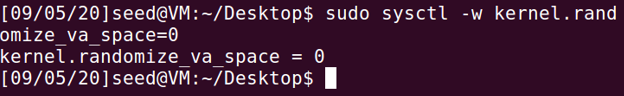 [09/05/20]seed@VM:~/Desktop$ sudo sysctl -w kernel.rand
omize_va_space=0
kernel.randomize_va_space = 0
[09/05/20]seed@VM:~/Desktop$